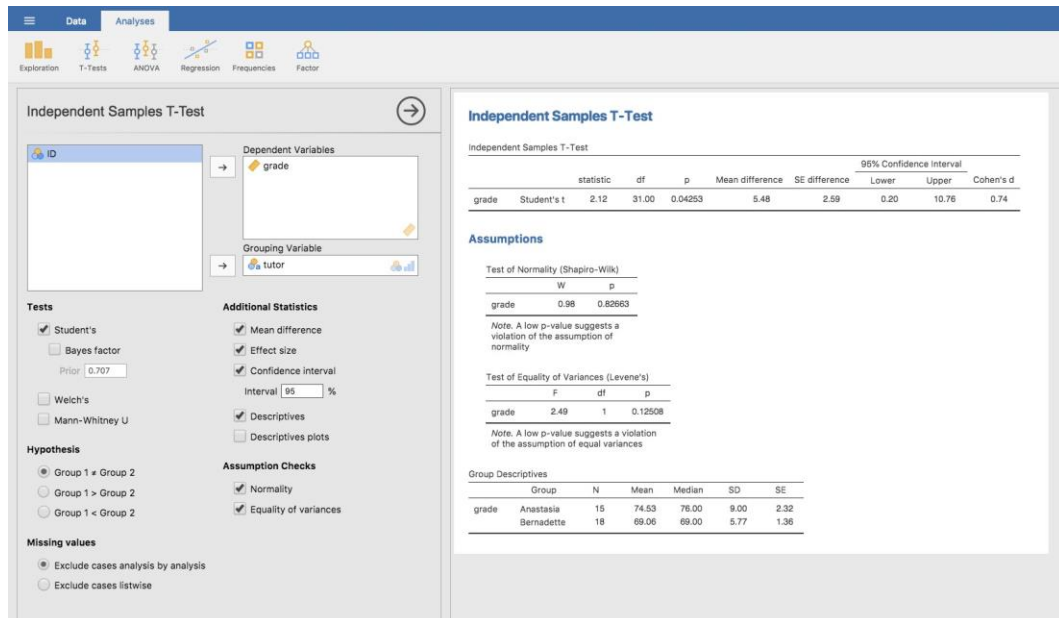 Data Analyses
Exploration T-Tests ANOVA Regression Frequencies Factor
Independent Samples T-Test
ID
Dependent Variables
grade
Grouping Variable
tutor
Tests
Student's
Bayes factor
Prior 0.707
Welch's
Mann-Whitney U
Hypothesis
Group 1 ≠ Group 2
Group 1 > Group 2
Group 1 < Group 2
Missing values
Exclude cases analysis by analysis
Exclude cases listwise
Additional Statistics
Mean difference
Effect size
Confidence interval
Interval 95 %
Descriptives
Descriptives plots
Assumption Checks
Normality
Equality of variances
Independent Samples T-Test
Independent Samples T-Test
95% Confidence Interval
statistic df p Mean difference SE difference Lower Upper Cohen's d
grade Student's t 2.12 31.00 0.04253 5.48 2.59 0.20 10.76 0.74
Assumptions
Test of Normality (Shapiro-Wilk)
W p
grade 0.98 0.82663
Note. A low p-value suggests a
violation of the assumption of
normality
Test of Equality of Variances (Levene's)
F df p
grade 2.49 1 0.12508
Note. A low p-value suggests a violation
of the assumption of equal variances
Group Descriptives
Group N Mean Median SD SE
grade Anastasia 15 74.53 76.00 9.00 2.32
Bernadette 18 69.06 69.00 5.77 1.36